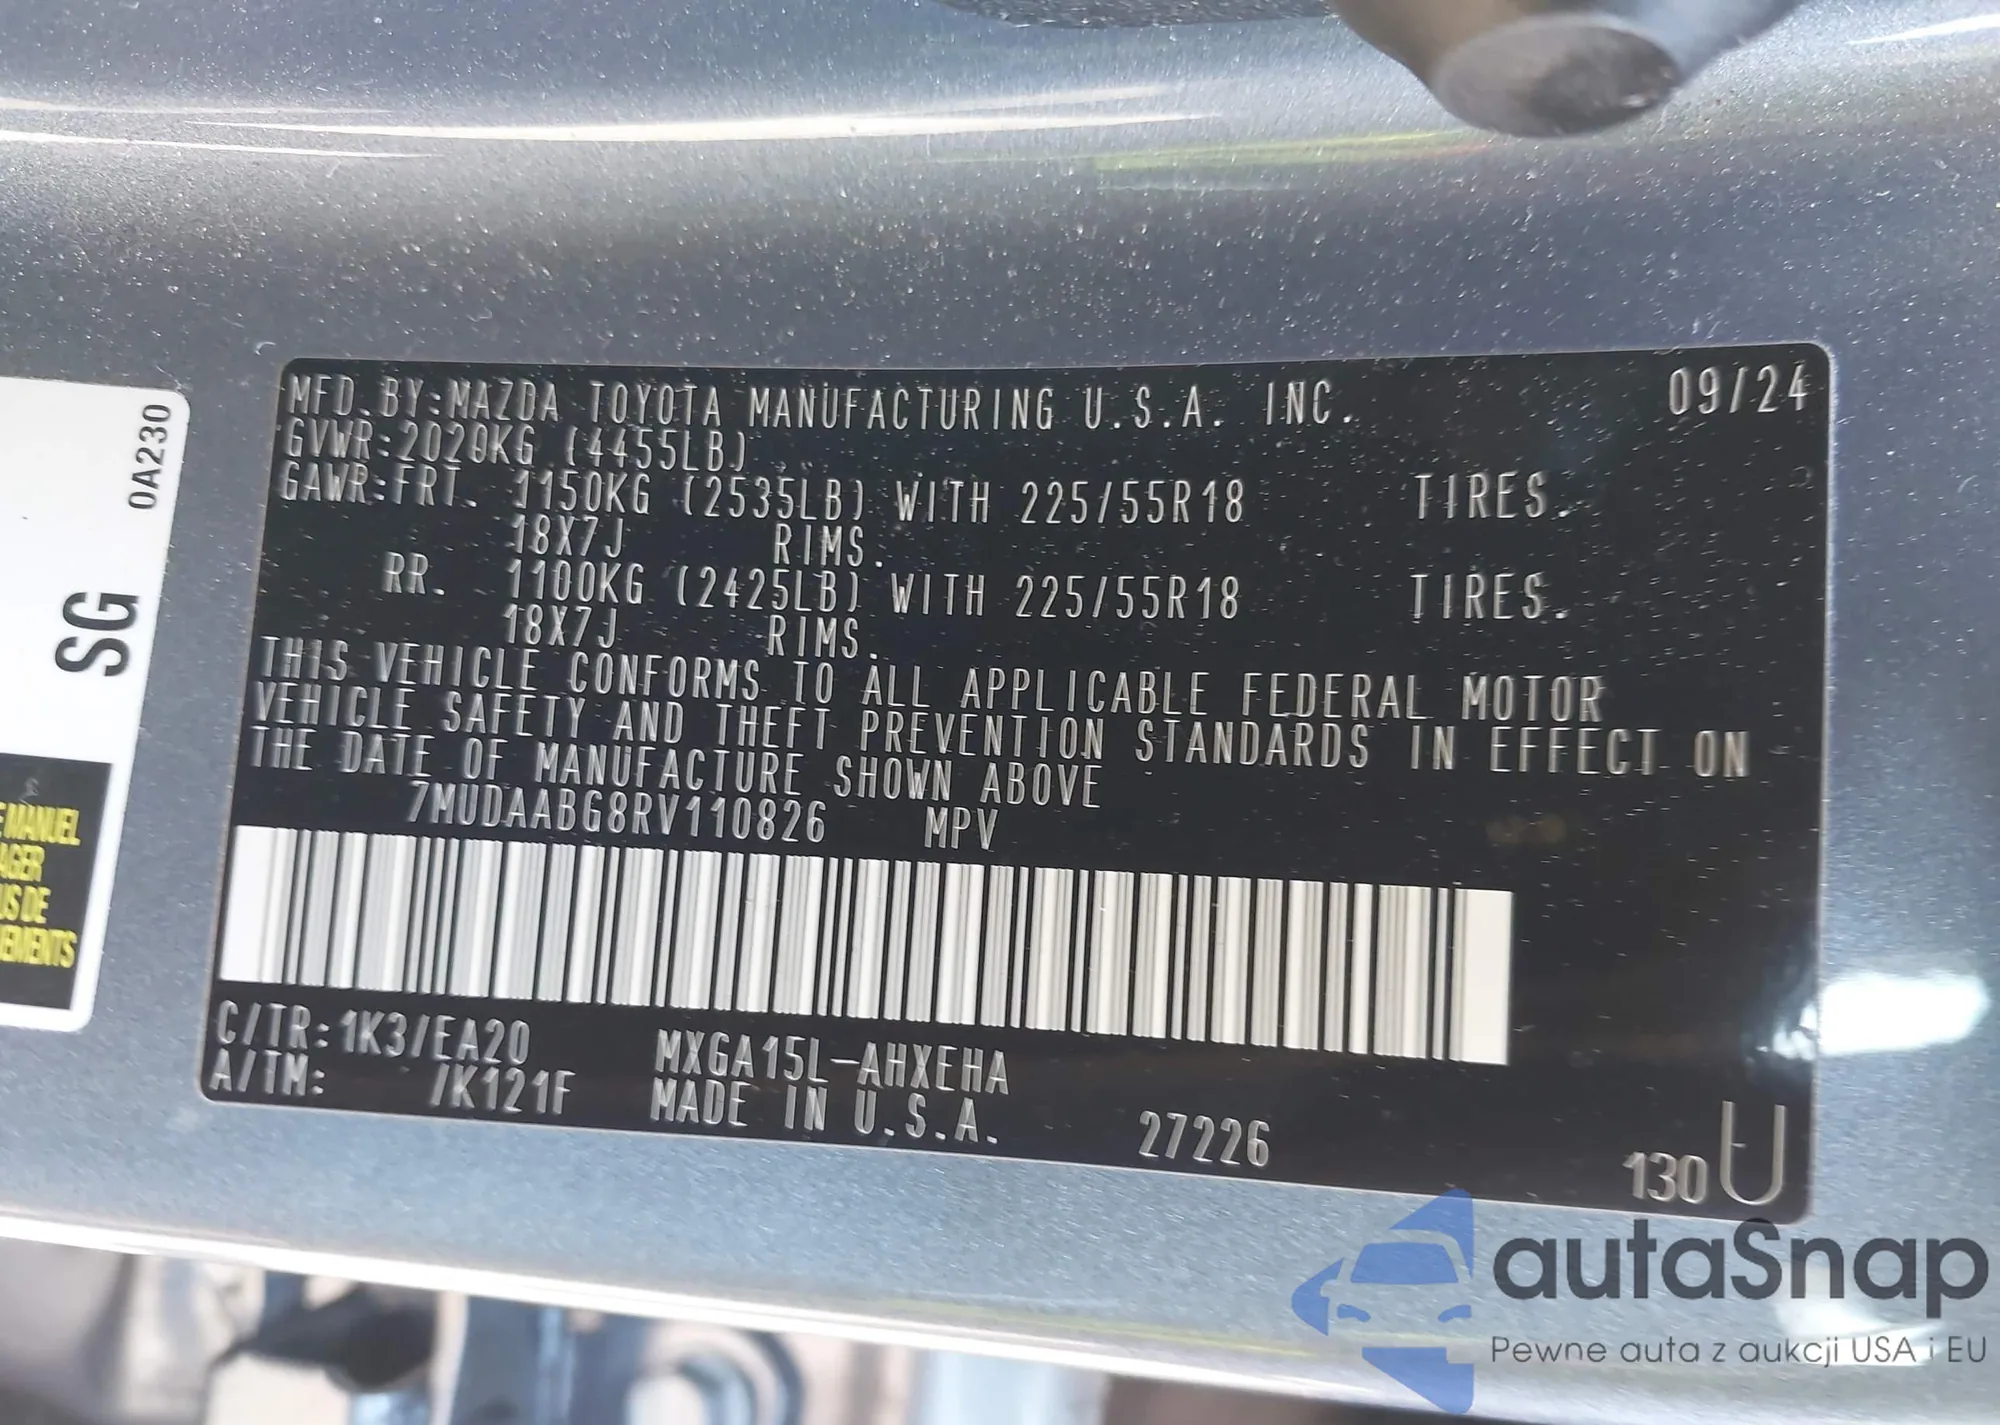 MFD. BY:MAZDA TOYOTA MANUFACTURING U.S.A. INC. 09/24
GVWR:2020KG (4455LB)
GAWR:FRT. 1150KG (2535LB) WITH 225/55R18 TIRES.
18X7J RIMS.
RR. 1100KG (2425LB) WITH 225/55R18 TIRES.
18X7J RIMS.
THIS VEHICLE CONFORMS TO ALL APPLICABLE FEDERAL MOTOR
VEHICLE SAFETY AND THEFT PREVENTION STANDARDS IN EFFECT ON
THE DATE OF MANUFACTURE SHOWN ABOVE
7MUDAABG8RV110826 MPV
C/TR:1K3/EA20 MXGA15L-AHXEHA
A/TM: /K121F MADE IN U.S.A. 27226
130 U
0A230
SG
MANUEL
DE
autaSnap
Pewne auta z aukcji USA i EU